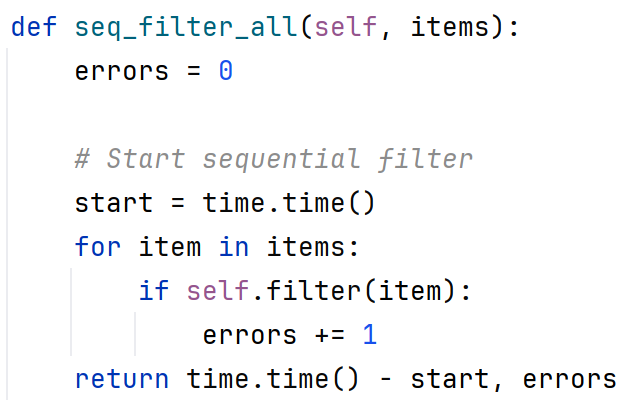 def seq_filter_all(self, items):
    errors = 0

    # Start sequential filter
    start = time.time()
    for item in items:
        if self.filter(item):
            errors += 1
    return time.time() - start, errors